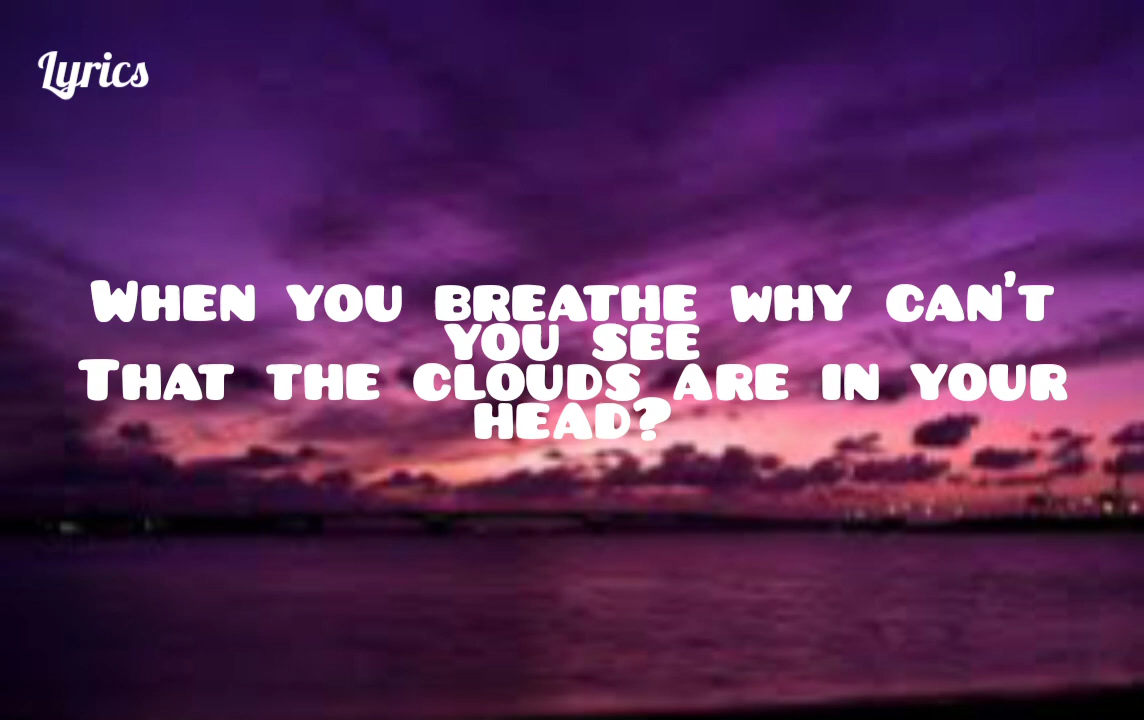 Lyrics
When you breathe why can't
you see
That the clouds are in your
head?